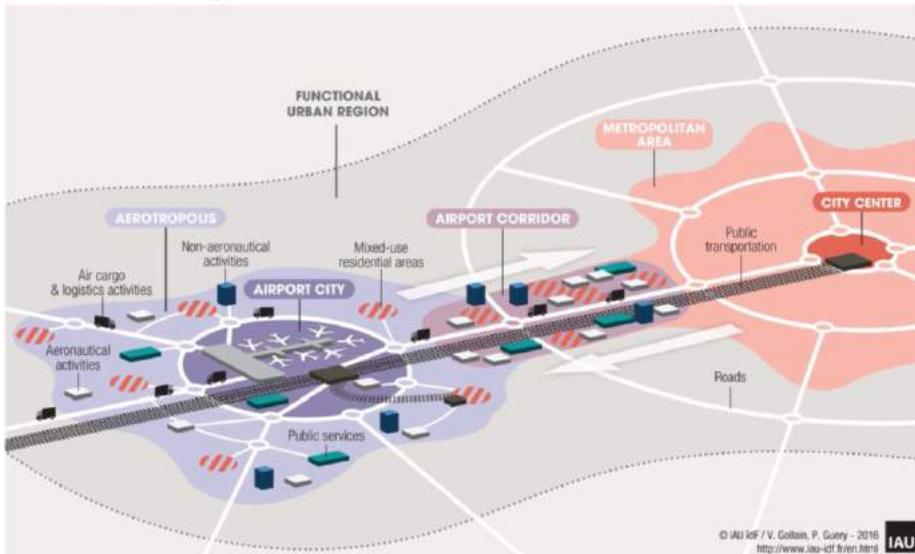 FUNCTIONAL
URBAN REGION
METROPOLITAN
AREA
CITY CENTER
AEROTROPOLIS
AIRPORT CORRIDOR
Public
transportation
Non-aeronautical
activities
Mixed-use
residential areas
Air cargo
& logistics activities
AIRPORT CITY
Aeronautical
activities
Roads
Public services
© IAU îdF / V. Gollain, P. Guery - 2016
http://www.iau-idf.fr/en.html
IAU